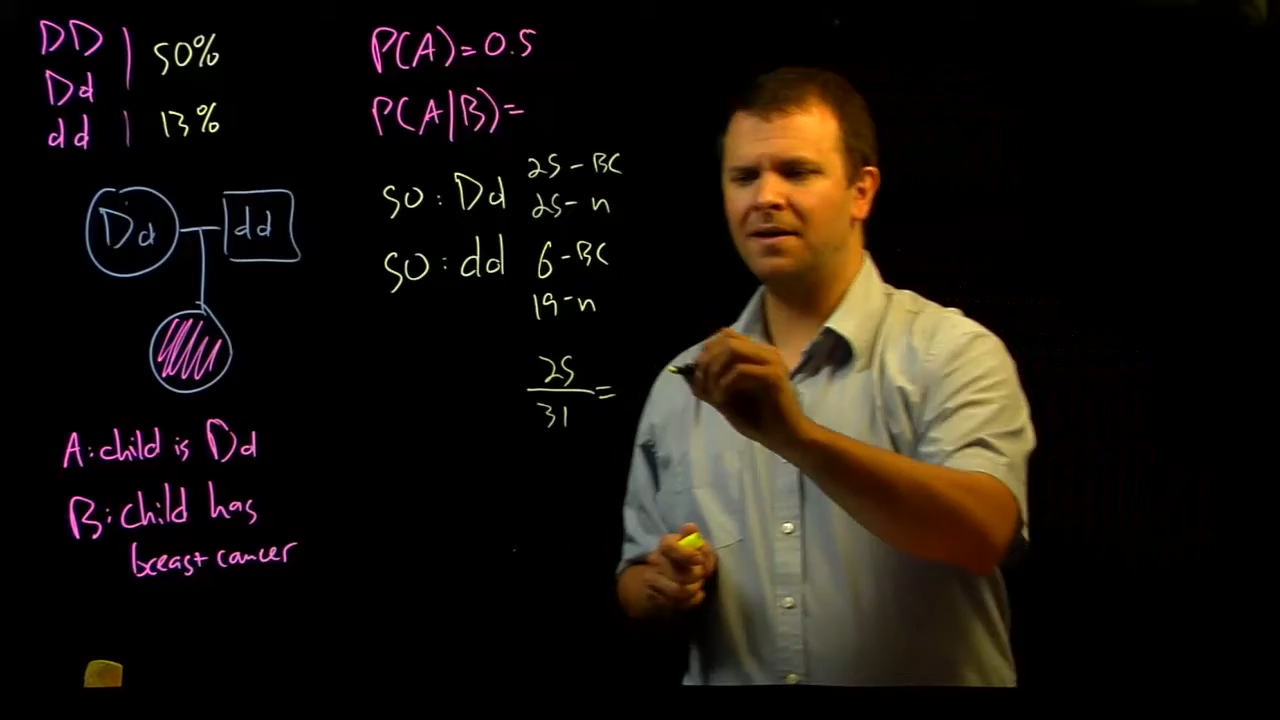 DD
Dd
dd
50%
13%
P(A)=0.5
P(A|B)=
50: Dd
25 - BC
25 - n
50: dd
6 - BC
19 - n
25
31
=
Dd
dd
A: child is Dd
B: child has
breast cancer